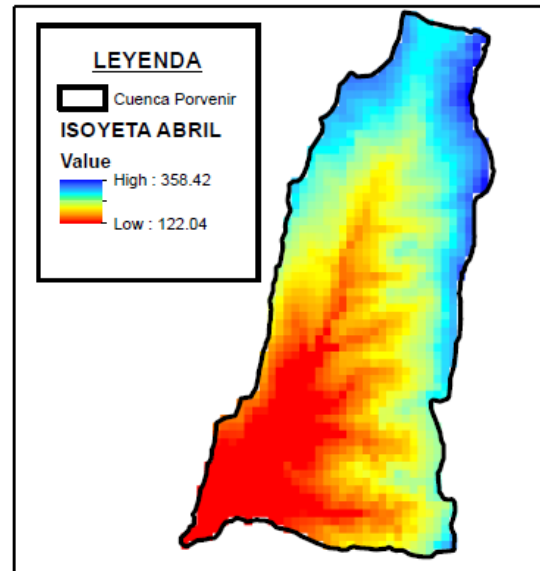 LEYENDA
Cuenca Porvenir
ISOYETA ABRIL
Value
High : 358.42
Low : 122.04